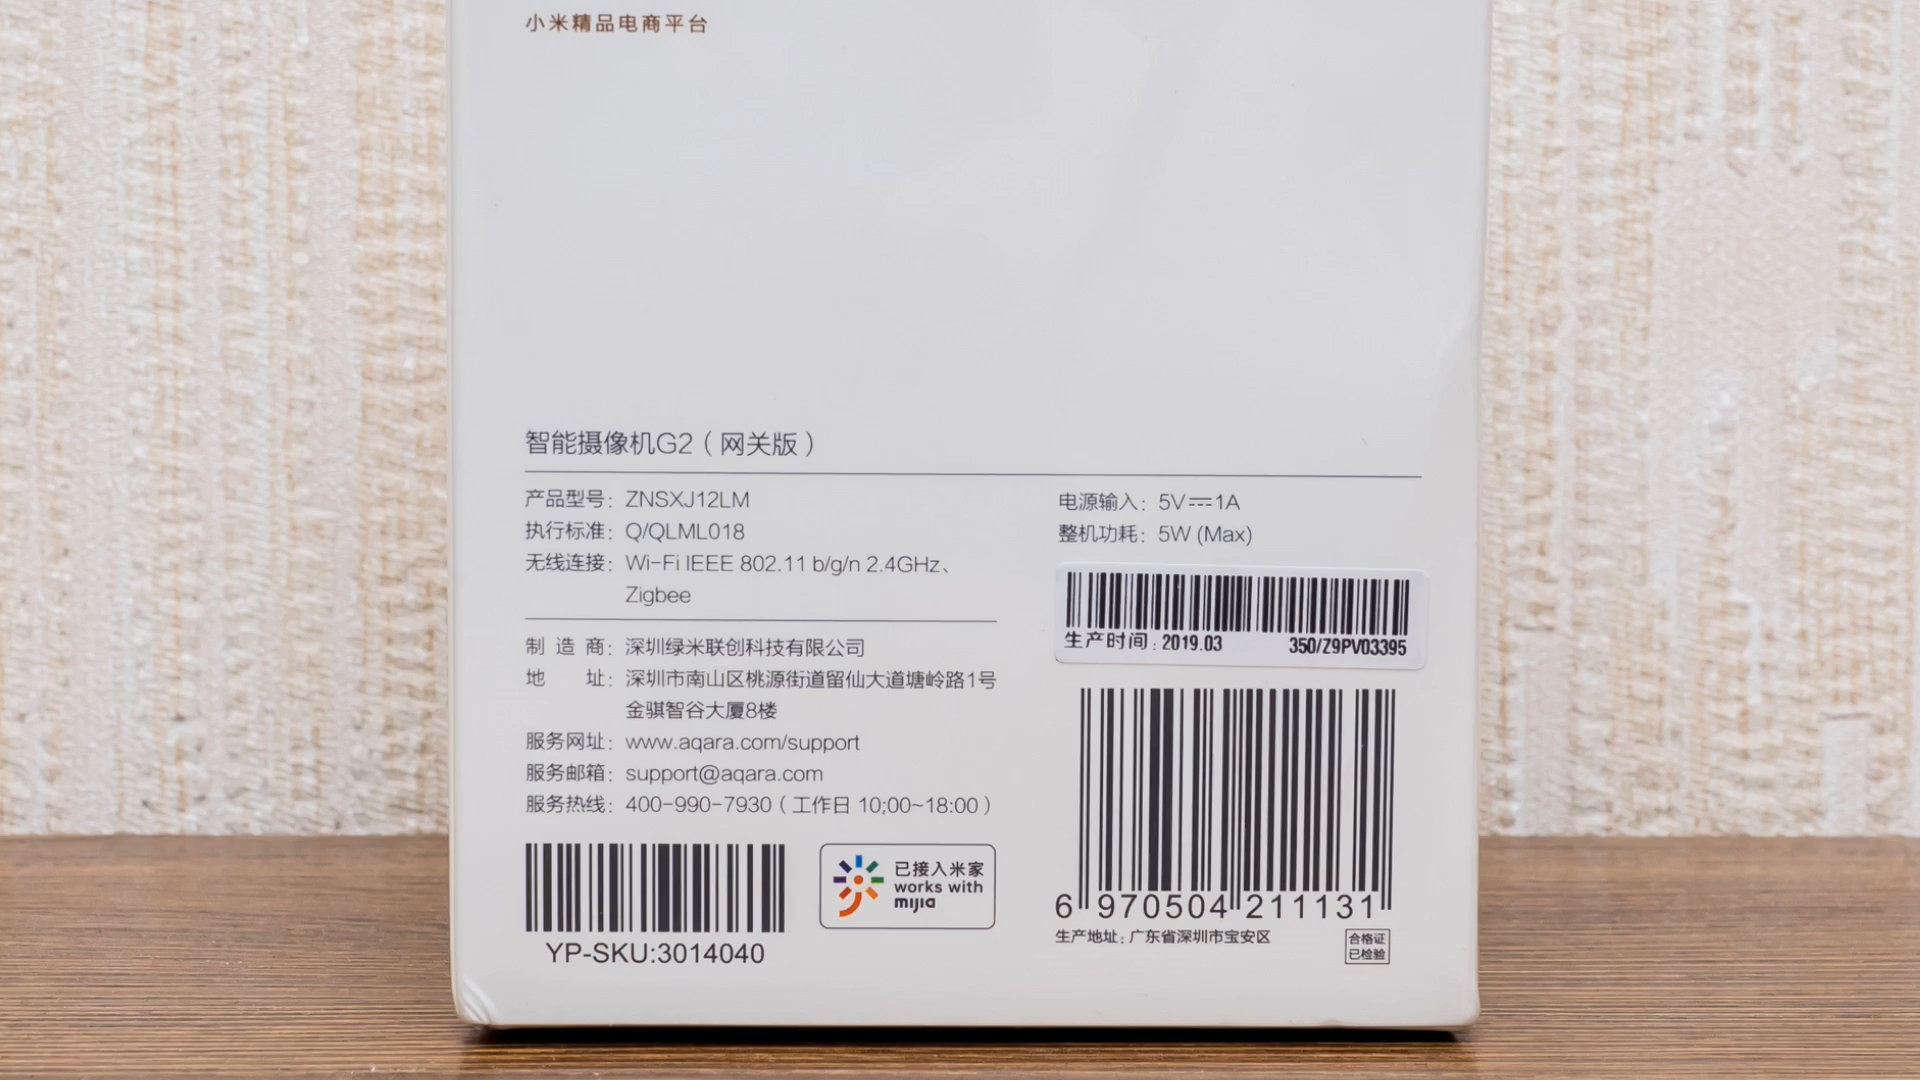 小米精品电商平台
智能摄像机G2（网关版）
产品型号：ZNSXJ12LM
执行标准：Q/QLML018
无线连接：Wi-Fi IEEE 802.11 b/g/n 2.4GHz、
Zigbee
制造商：深圳绿米联创科技有限公司
地址：深圳市南山区桃源街道留仙大道塘岭路1号
金骐智谷大厦8楼
服务网址：www.aqara.com/support
服务邮箱：support@aqara.com
服务热线：400-990-7930（工作日 10:00~18:00）
YP-SKU:3014040
已接入米家
works with
mijia
电源输入：5V⎓1A
整机功耗：5W (Max)
生产时间:2019.03 350/Z9PV03395
6 970504 211131
生产地址：广东省深圳市宝安区
合格证
已检验